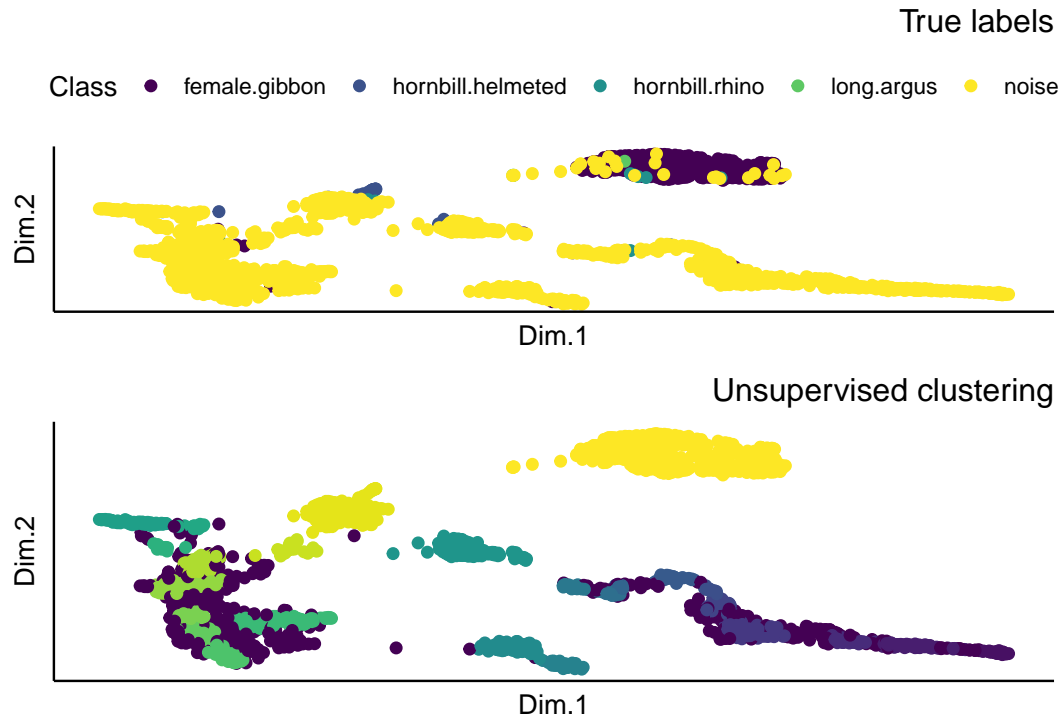 True labels
Class female.gibbon hornbill.helmeted hornbill.rhino long.argus noise
Dim.2
Dim.1
Unsupervised clustering
Dim.2
Dim.1